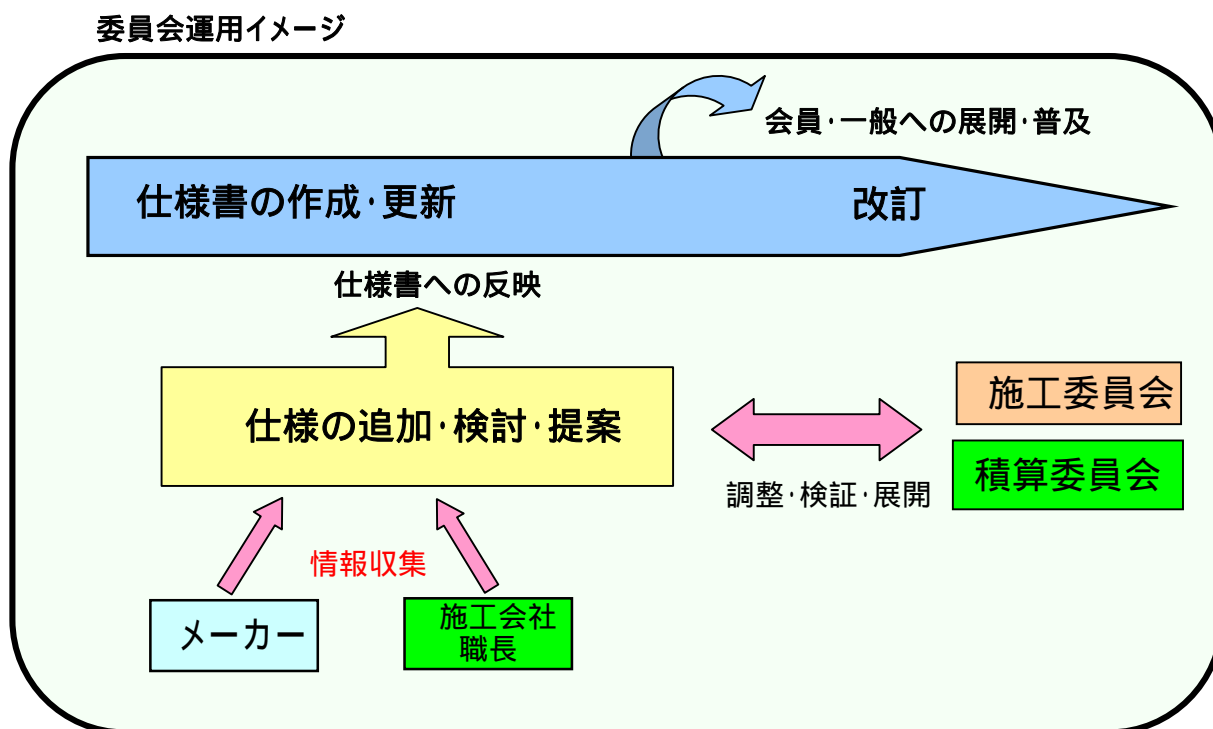 委員会運用イメージ
会員・一般への展開・普及
仕様書の作成・更新
改訂
仕様書への反映
仕様の追加・検討・提案
施工委員会
積算委員会
調整・検証・展開
情報収集
メーカー
施工会社
職長